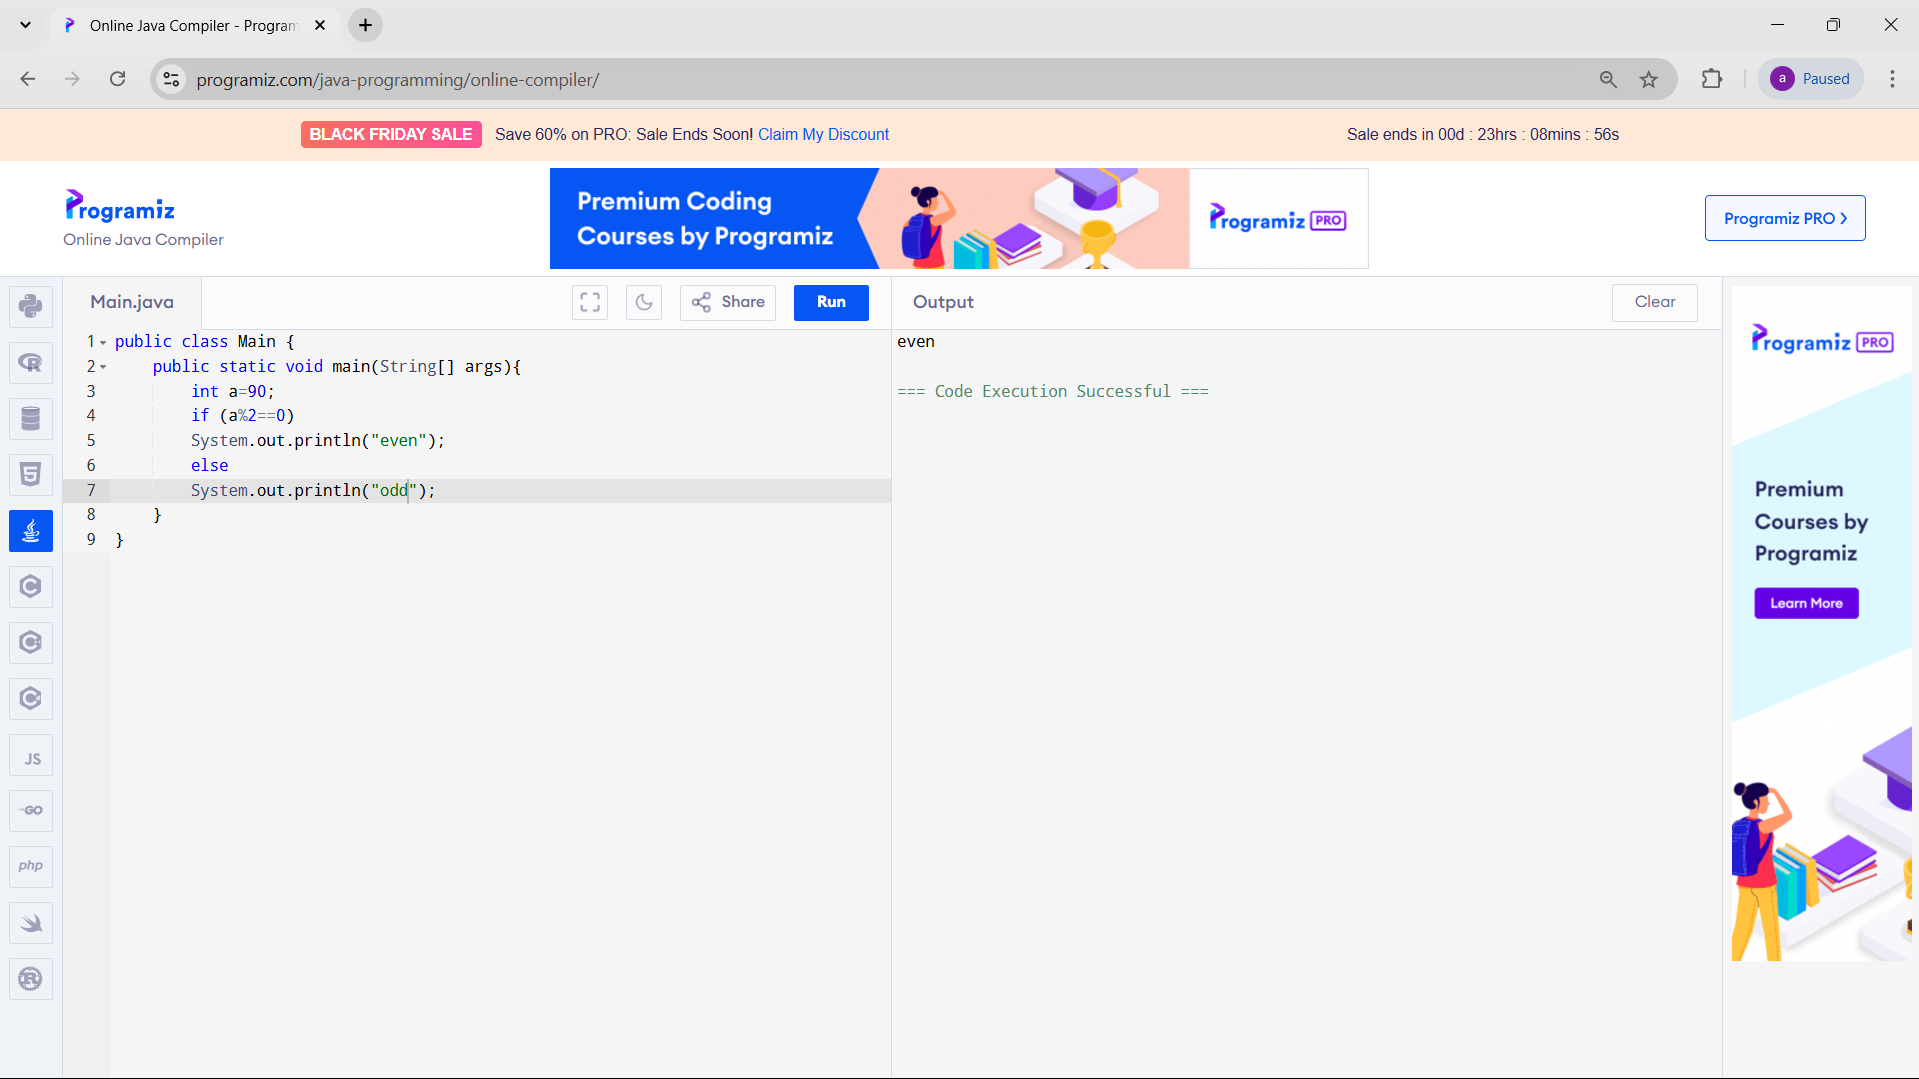 Online Java Compiler - Program
programiz.com/java-programming/online-compiler/
a Paused
BLACK FRIDAY SALE Save 60% on PRO: Sale Ends Soon! Claim My Discount
Sale ends in 00d : 23hrs : 08mins : 56s
Programiz
Online Java Compiler
Premium Coding
Courses by Programiz
Programiz PRO
Programiz PRO >
Main.java
Share
Run
Output
Clear
1 public class Main {
2 public static void main(String[] args){
3 int a=90;
4 if (a%2==0)
5 System.out.println("even");
6 else
7 System.out.println("odd");
8 }
9 }
even
=== Code Execution Successful ===
R
5
C
C
C
JS
GO
php
R
Programiz PRO
Premium
Courses by
Programiz
Learn More